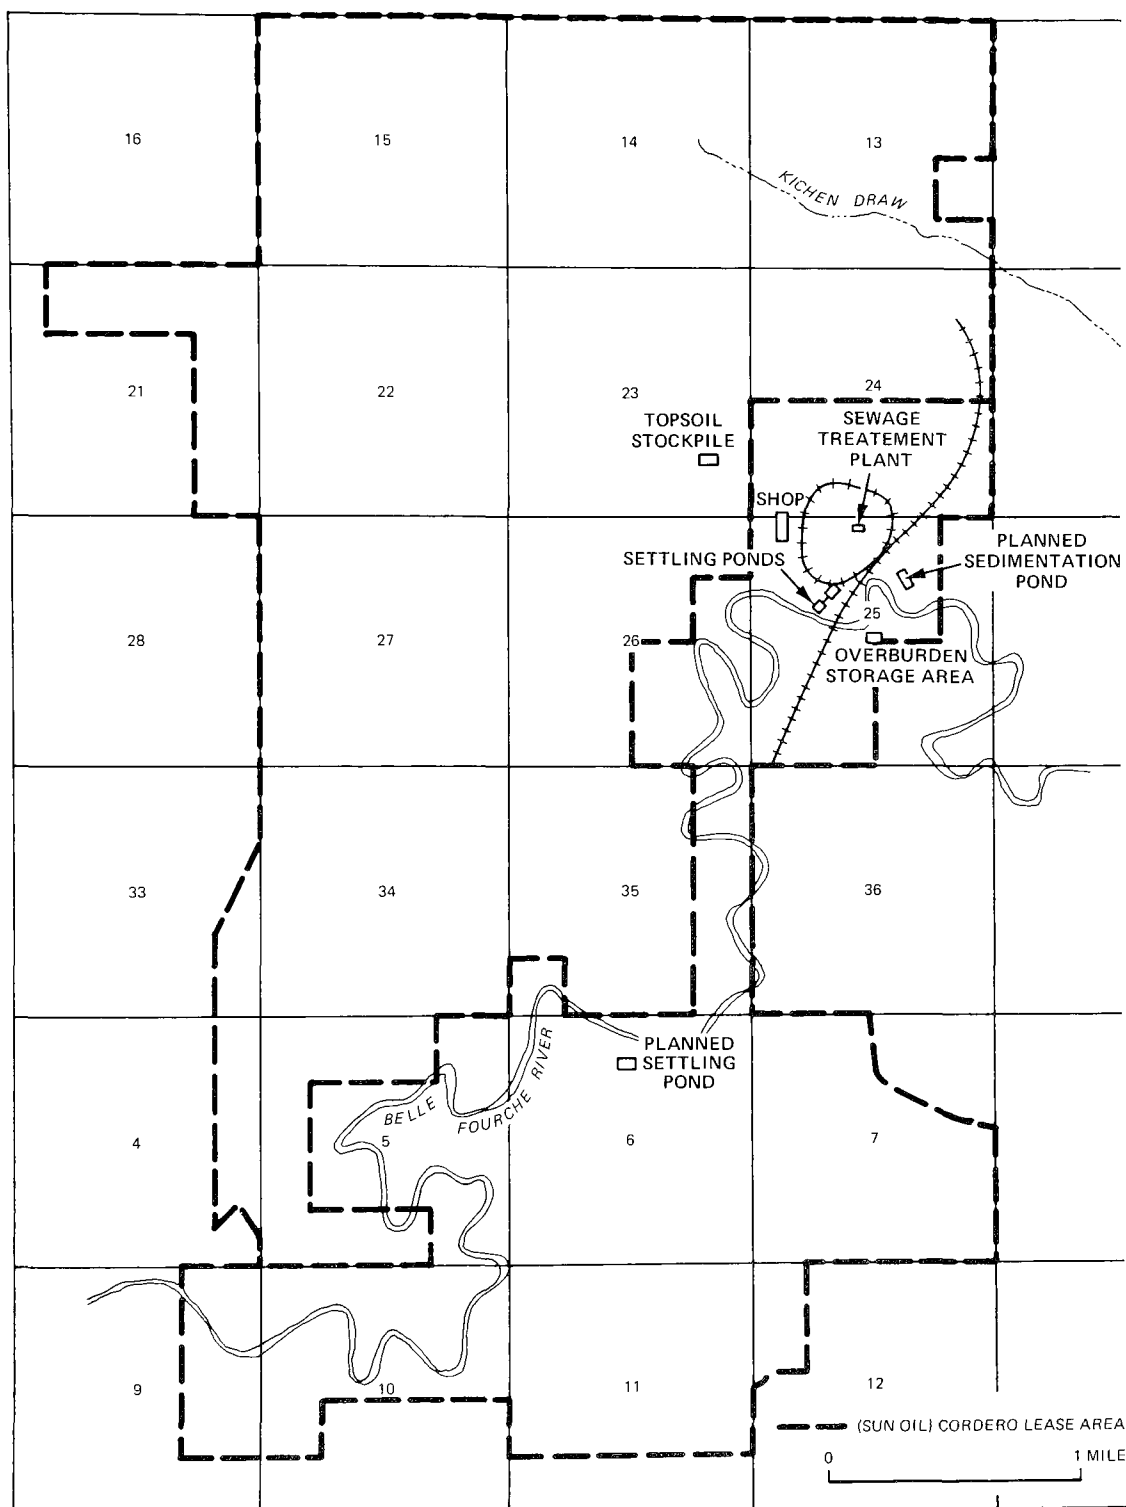 16
15
14
13
KICHEN DRAW
21
22
23
24
TOPSOIL
STOCKPILE
SEWAGE
TREATEMENT
PLANT
SHOP
SETTLING PONDS
PLANNED
SEDIMENTATION
POND
28
27
26
25
OVERBURDEN
STORAGE AREA
33
34
35
36
PLANNED
SETTLING
POND
BELLE FOURCHE RIVER
4
5
6
7
9
10
11
12
(SUN OIL) CORDERO LEASE AREA
0 1 MILE